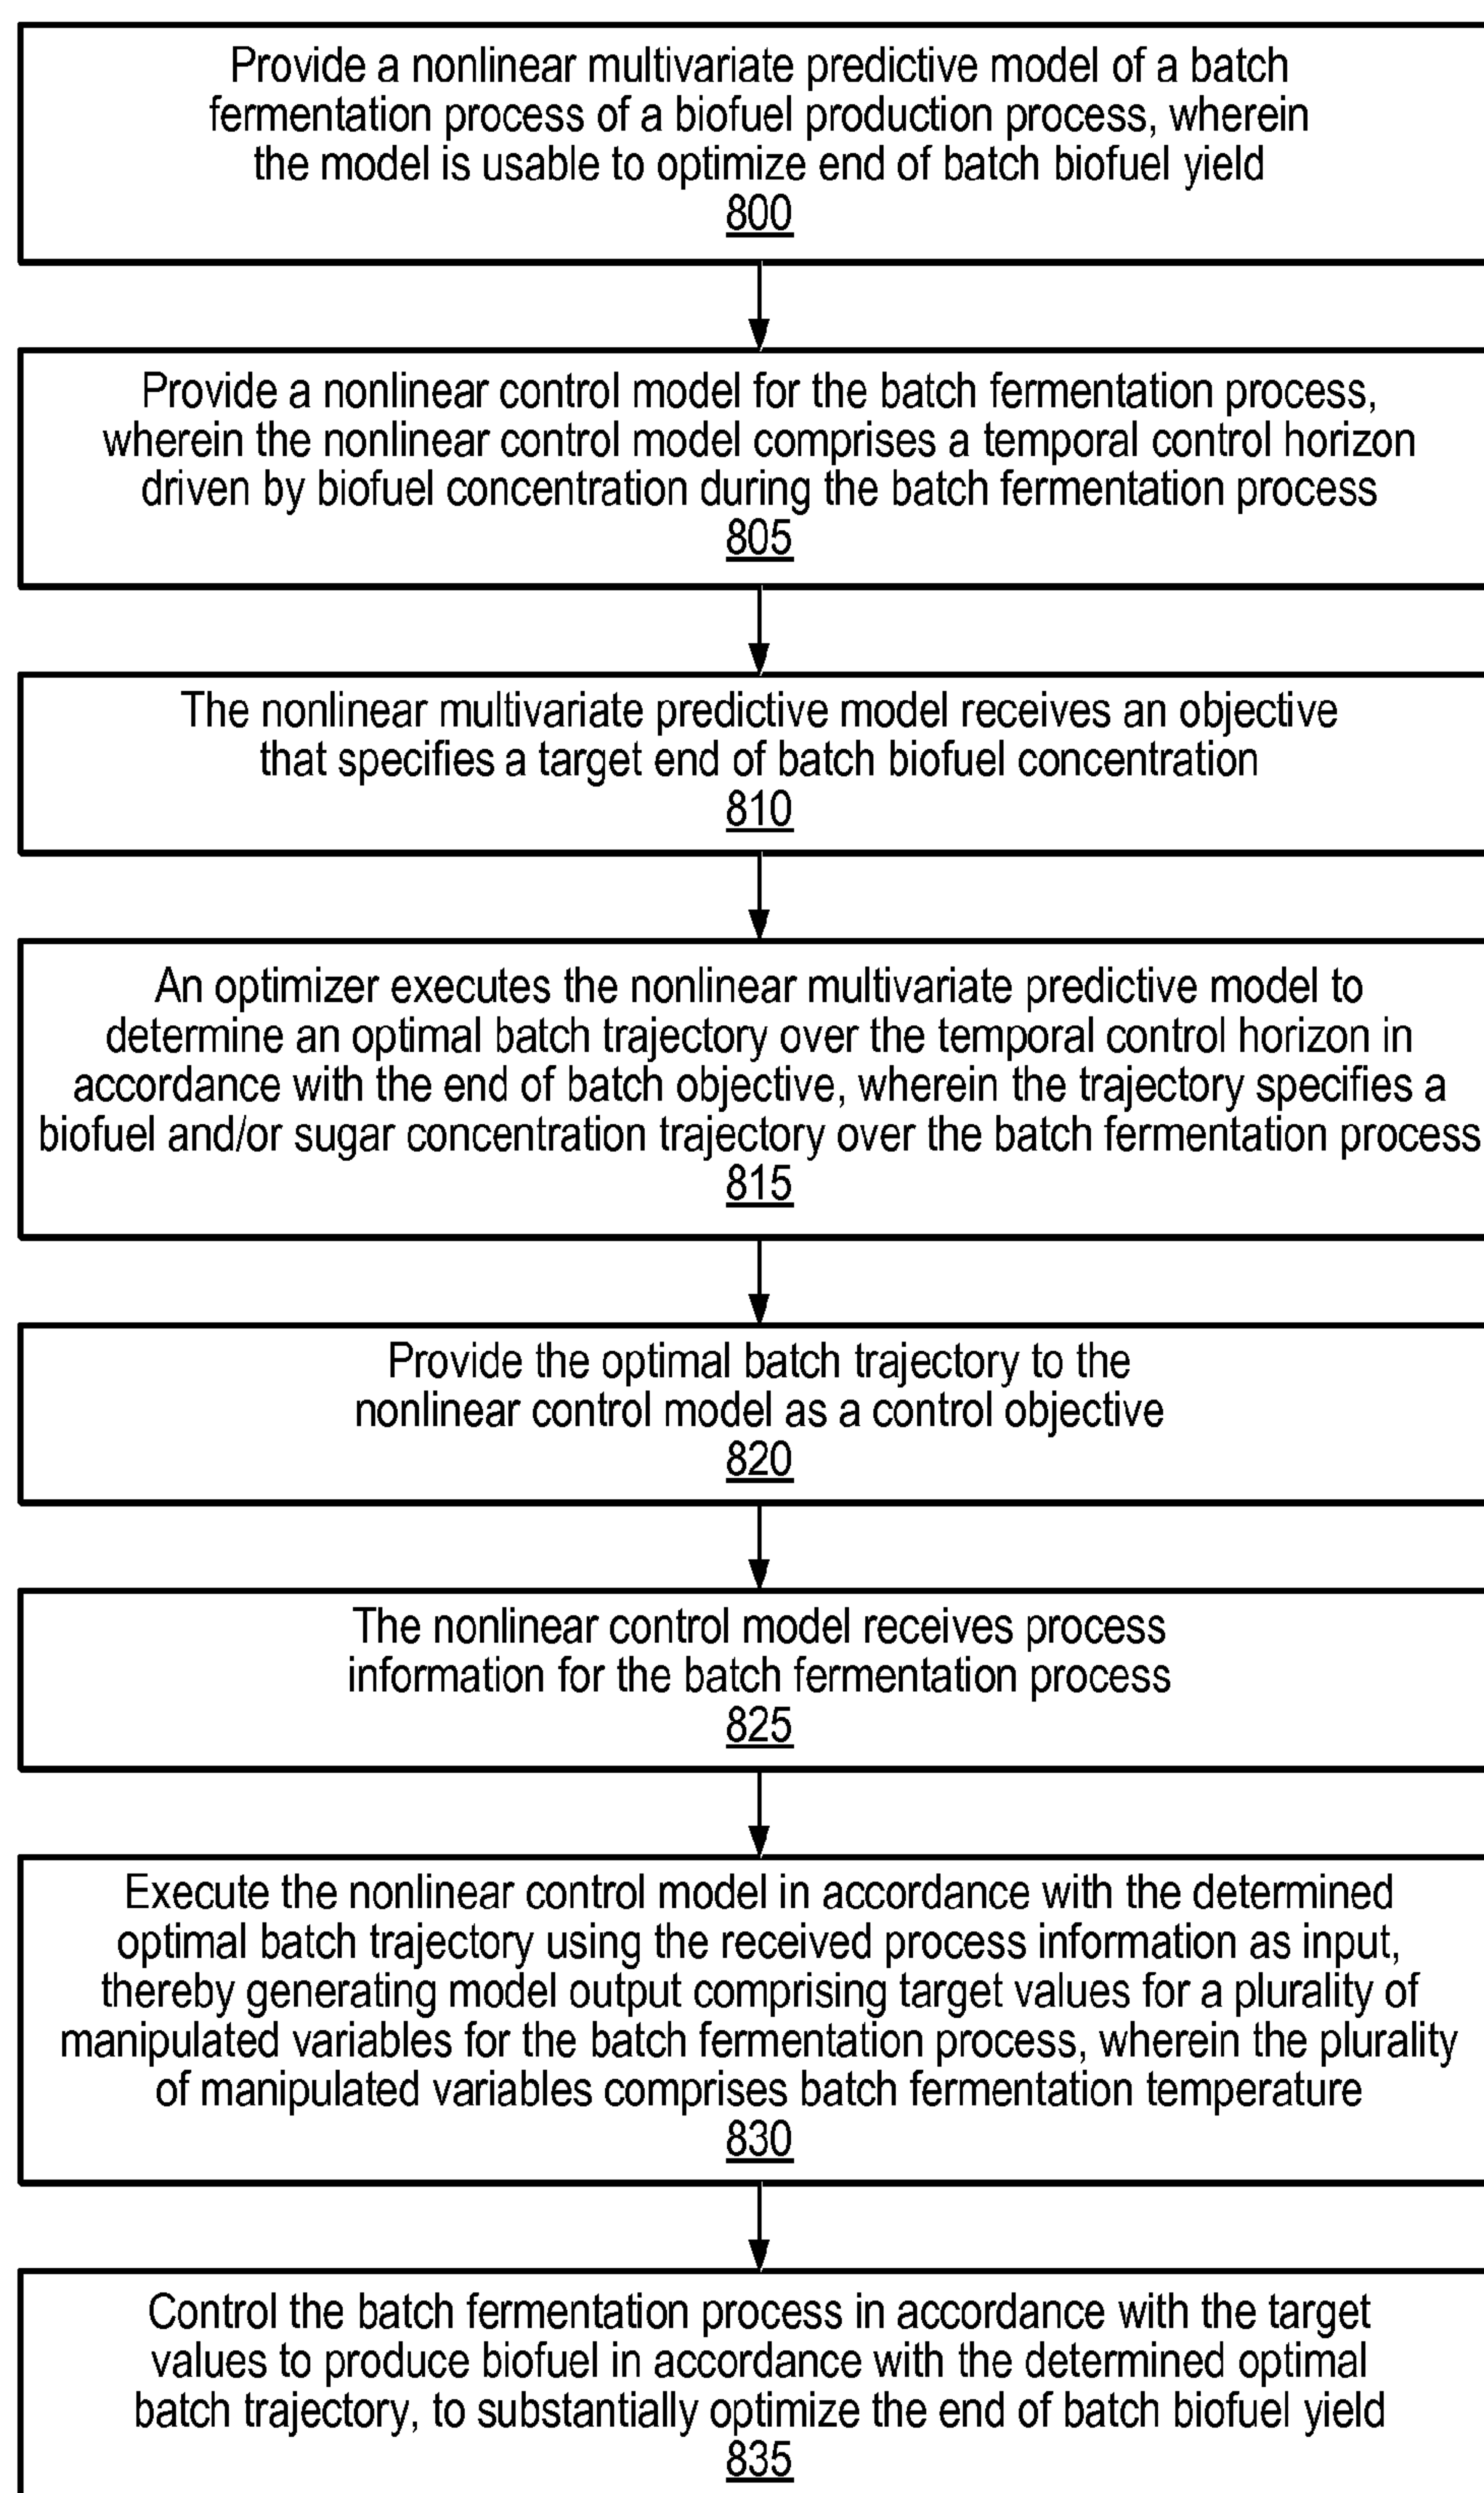 Provide a nonlinear multivariate predictive model of a batch
fermentation process of a biofuel production process, wherein
the model is usable to optimize end of batch biofuel yield
800
Provide a nonlinear control model for the batch fermentation process,
wherein the nonlinear control model comprises a temporal control horizon
driven by biofuel concentration during the batch fermentation process
805
The nonlinear multivariate predictive model receives an objective
that specifies a target end of batch biofuel concentration
810
An optimizer executes the nonlinear multivariate predictive model to
determine an optimal batch trajectory over the temporal control horizon in
accordance with the end of batch objective, wherein the trajectory specifies a
biofuel and/or sugar concentration trajectory over the batch fermentation process
815
Provide the optimal batch trajectory to the
nonlinear control model as a control objective
820
The nonlinear control model receives process
information for the batch fermentation process
825
Execute the nonlinear control model in accordance with the determined
optimal batch trajectory using the received process information as input,
thereby generating model output comprising target values for a plurality of
manipulated variables for the batch fermentation process, wherein the plurality
of manipulated variables comprises batch fermentation temperature
830
Control the batch fermentation process in accordance with the target
values to produce biofuel in accordance with the determined optimal
batch trajectory, to substantially optimize the end of batch biofuel yield
835